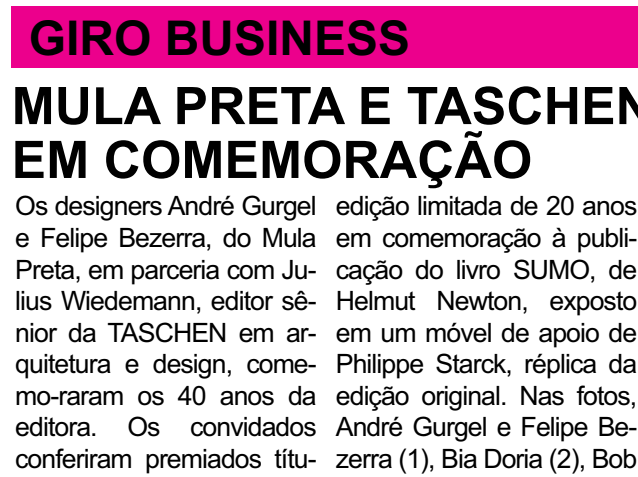 GIRO BUSINESS
MULA PRETA E TASCHEN
EM COMEMORAÇÃO
Os designers André Gurgel
e Felipe Bezerra, do Mula
Preta, em parceria com Ju-
lius Wiedemann, editor sê-
nior da TASCHEN em ar-
quitetura e design, come-
mo-raram os 40 anos da
editora. Os convidados
conferiram premiados títu-
edição limitada de 20 anos
em comemoração à publi-
cação do livro SUMO, de
Helmut Newton, exposto
em um móvel de apoio de
Philippe Starck, réplica da
edição original. Nas fotos,
André Gurgel e Felipe Be-
zerra (1), Bia Doria (2), Bob